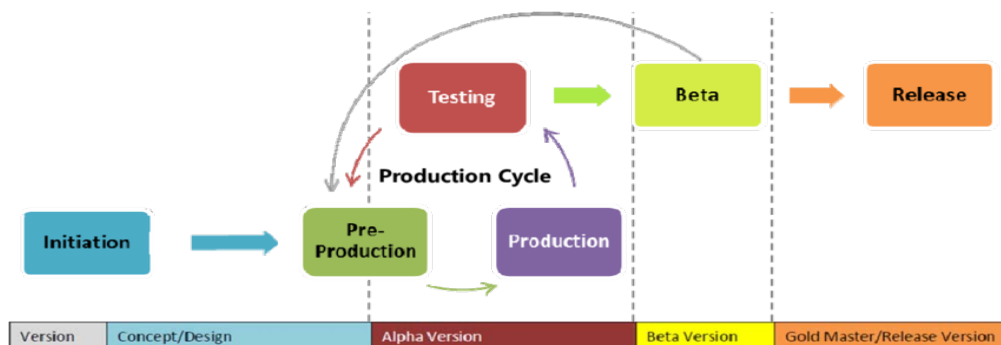 Testing
Beta
Release
Production Cycle
Initiation
Pre-
Production
Production
Version
Concept/Design
Alpha Version
Beta Version
Gold Master/Release Version